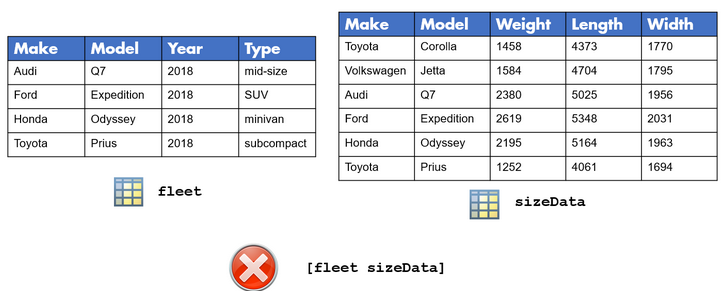 Make Model Year Type
Audi Q7 2018 mid-size
Ford Expedition 2018 SUV
Honda Odyssey 2018 minivan
Toyota Prius 2018 subcompact
fleet
Make Model Weight Length Width
Toyota Corolla 1458 4373 1770
Volkswagen Jetta 1584 4704 1795
Audi Q7 2380 5025 1956
Ford Expedition 2619 5348 2031
Honda Odyssey 2195 5164 1963
Toyota Prius 1252 4061 1694
sizeData
[fleet sizeData]